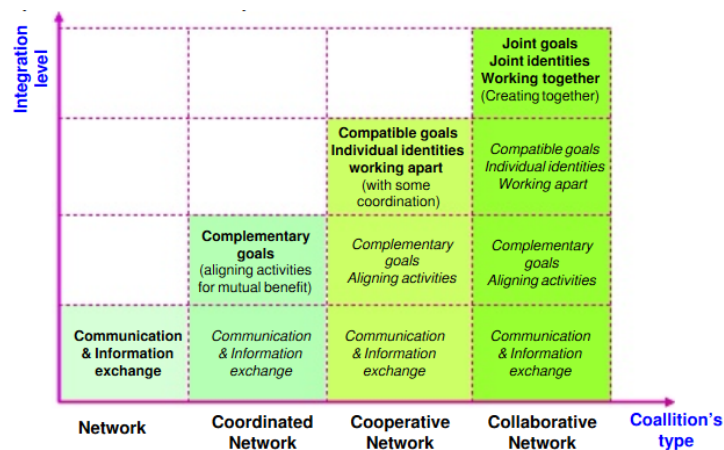 Integration
level
Joint goals
Joint identities
Working together
(Creating together)
Compatible goals
Individual identities
working apart
(with some
coordination)
Compatible goals
Individual identities
Working apart
Complementary
goals
(aligning activities
for mutual benefit)
Complementary
goals
Aligning activities
Complementary
goals
Aligning activities
Communication
& Information
exchange
Communication
& Information
exchange
Communication
& Information
exchange
Communication
& Information
exchange
Network
Coordinated
Network
Cooperative
Network
Collaborative
Network
Coallition's
type